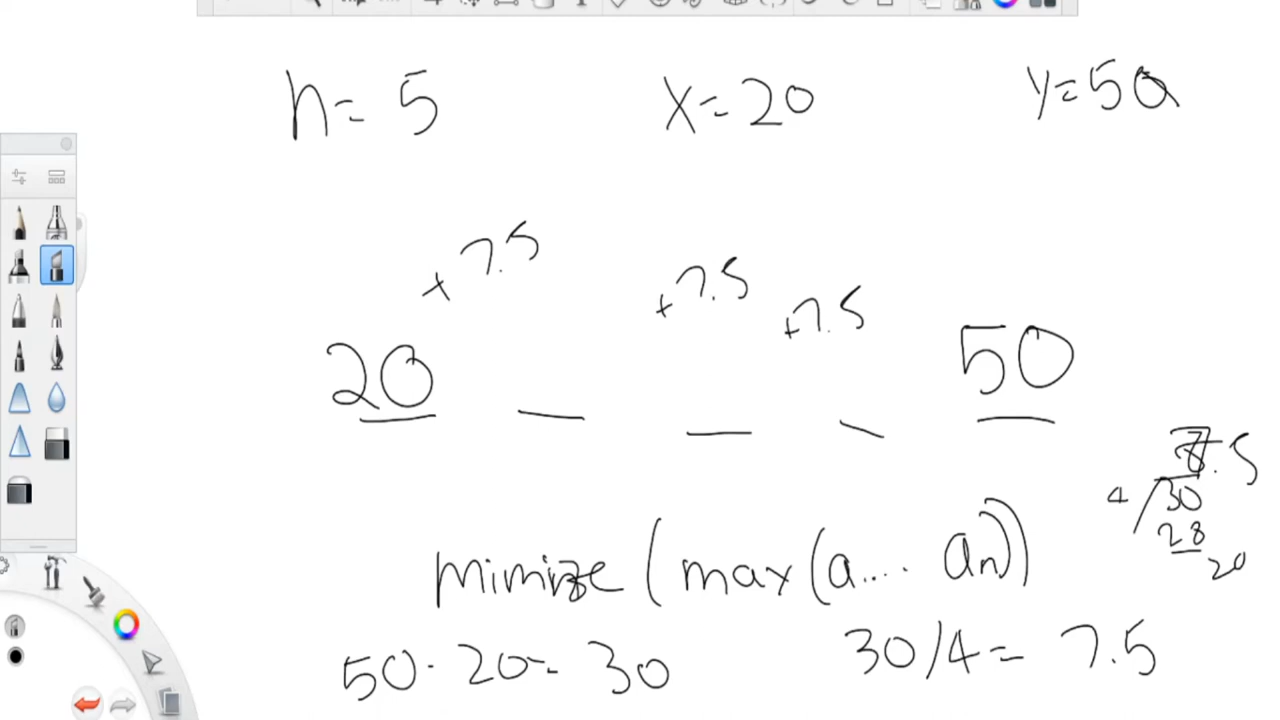 n= 5 x=20 y=50
+7.5 +7.5 +7.5
20 50
7.5
4 30
28
20
mimize (max(a.... an))
50-20= 30 30/4= 7.5